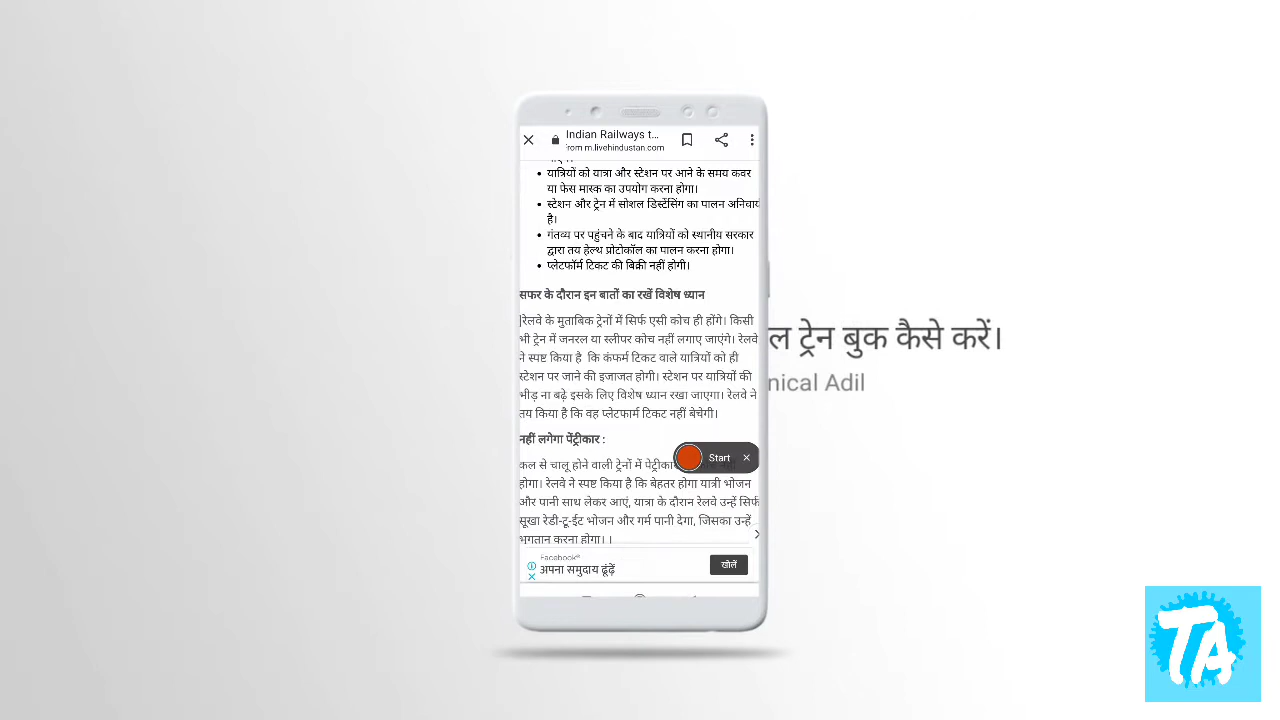 Indian Railways t...
from m.livehindustan.com
यात्रियों को यात्रा और स्टेशन पर आने के समय कवर
या फेस मास्क का उपयोग करना होगा।
स्टेशन और ट्रेन में सोशल डिस्टेंसिंग का पालन अनिवार्य
है।
गंतव्य पर पहुंचने के बाद यात्रियों को स्थानीय सरकार
द्वारा तय हेल्थ प्रोटोकॉल का पालन करना होगा।
प्लेटफॉर्म टिकट की बिक्री नहीं होगी।
सफर के दौरान इन बातों का रखें विशेष ध्यान
रेलवे के मुताबिक ट्रेनों में सिर्फ एसी कोच ही होंगे। किसी
भी ट्रेन में जनरल या स्लीपर कोच नहीं लगाए जाएंगे। रेलवे
ने स्पष्ट किया है कि कंफर्म टिकट वाले यात्रियों को ही
स्टेशन पर जाने की इजाजत होगी। स्टेशन पर यात्रियों की
भीड़ ना बढ़े इसके लिए विशेष ध्यान रखा जाएगा। रेलवे ने
तय किया है कि वह प्लेटफार्म टिकट नहीं बेचेगी।
नहीं लगेगा पेंट्रीकार :
कल से चालू होने वाली ट्रेनों में पेट्रीकार
Start
होगा। रेलवे ने स्पष्ट किया है कि बेहतर होगा यात्री भोजन
और पानी साथ लेकर आएं, यात्रा के दौरान रेलवे उन्हें सिर्फ
सूखा रेडी-टू-ईट भोजन और गर्म पानी देगा, जिसका उन्हें
भुगतान करना होगा। ।
Facebook®
अपना समुदाय ढूंढ़ें
खोलें
ल ट्रेन बुक कैसे करें।
nical Adil
TA